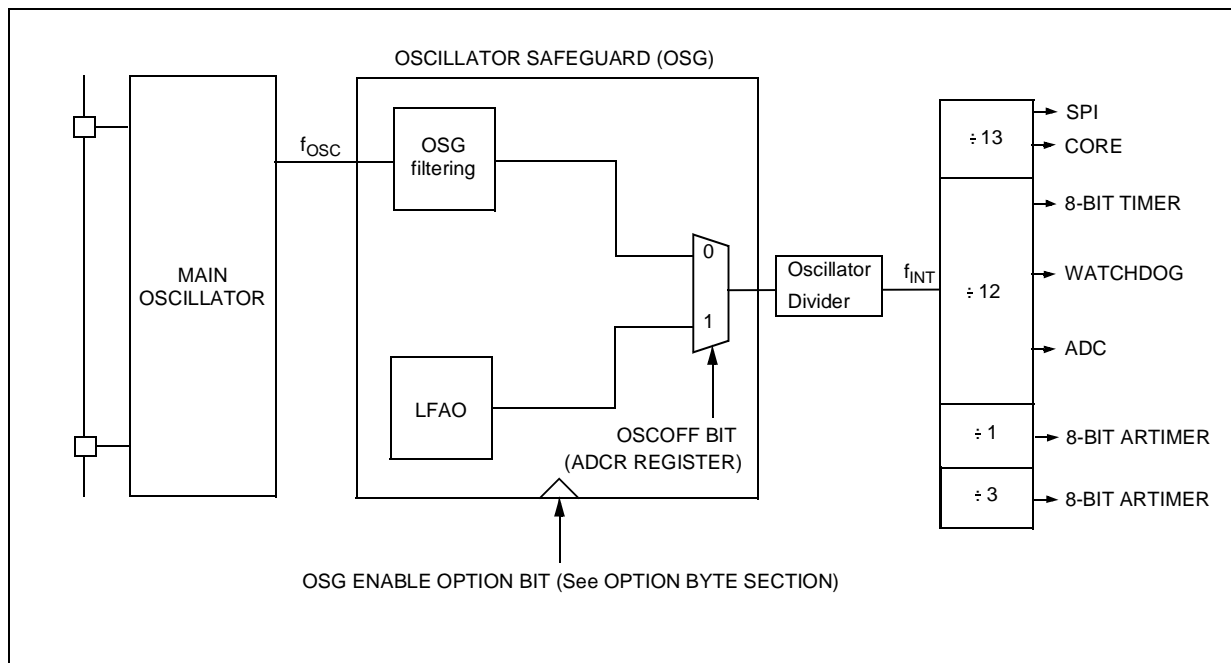 OSCILLATOR SAFEGUARD (OSG)
MAIN
OSCILLATOR
fOSC
OSG
filtering
LFAO
0
1
OSCOFF BIT
(ADCR REGISTER)
OSG ENABLE OPTION BIT (See OPTION BYTE SECTION)
Oscillator
Divider
fINT
÷ 13
÷ 12
÷ 1
÷ 3
SPI
CORE
8-BIT TIMER
WATCHDOG
ADC
8-BIT ARTIMER
8-BIT ARTIMER